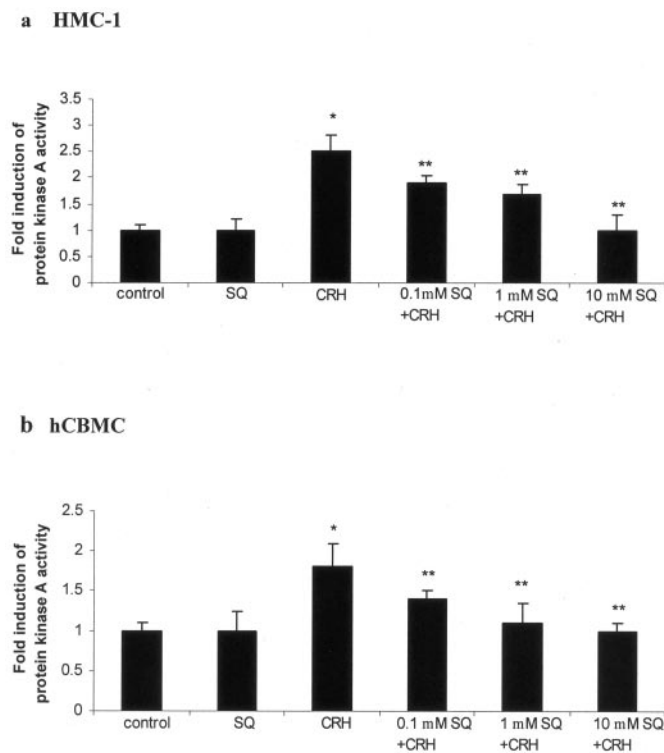 a HMC-1
Fold induction of
protein kinase A activity
3.5
3
2.5
2
1.5
1
0.5
0
*
**
**
**
control SQ CRH 0.1mM SQ 1 mM SQ 10 mM SQ
+CRH +CRH +CRH
b hCBMC
Fold induction of
protein kinase A activity
2.5
2
1.5
1
0.5
0
*
**
**
**
control SQ CRH 0.1 mM SQ 1 mM SQ 10 mM SQ
+CRH +CRH +CRH